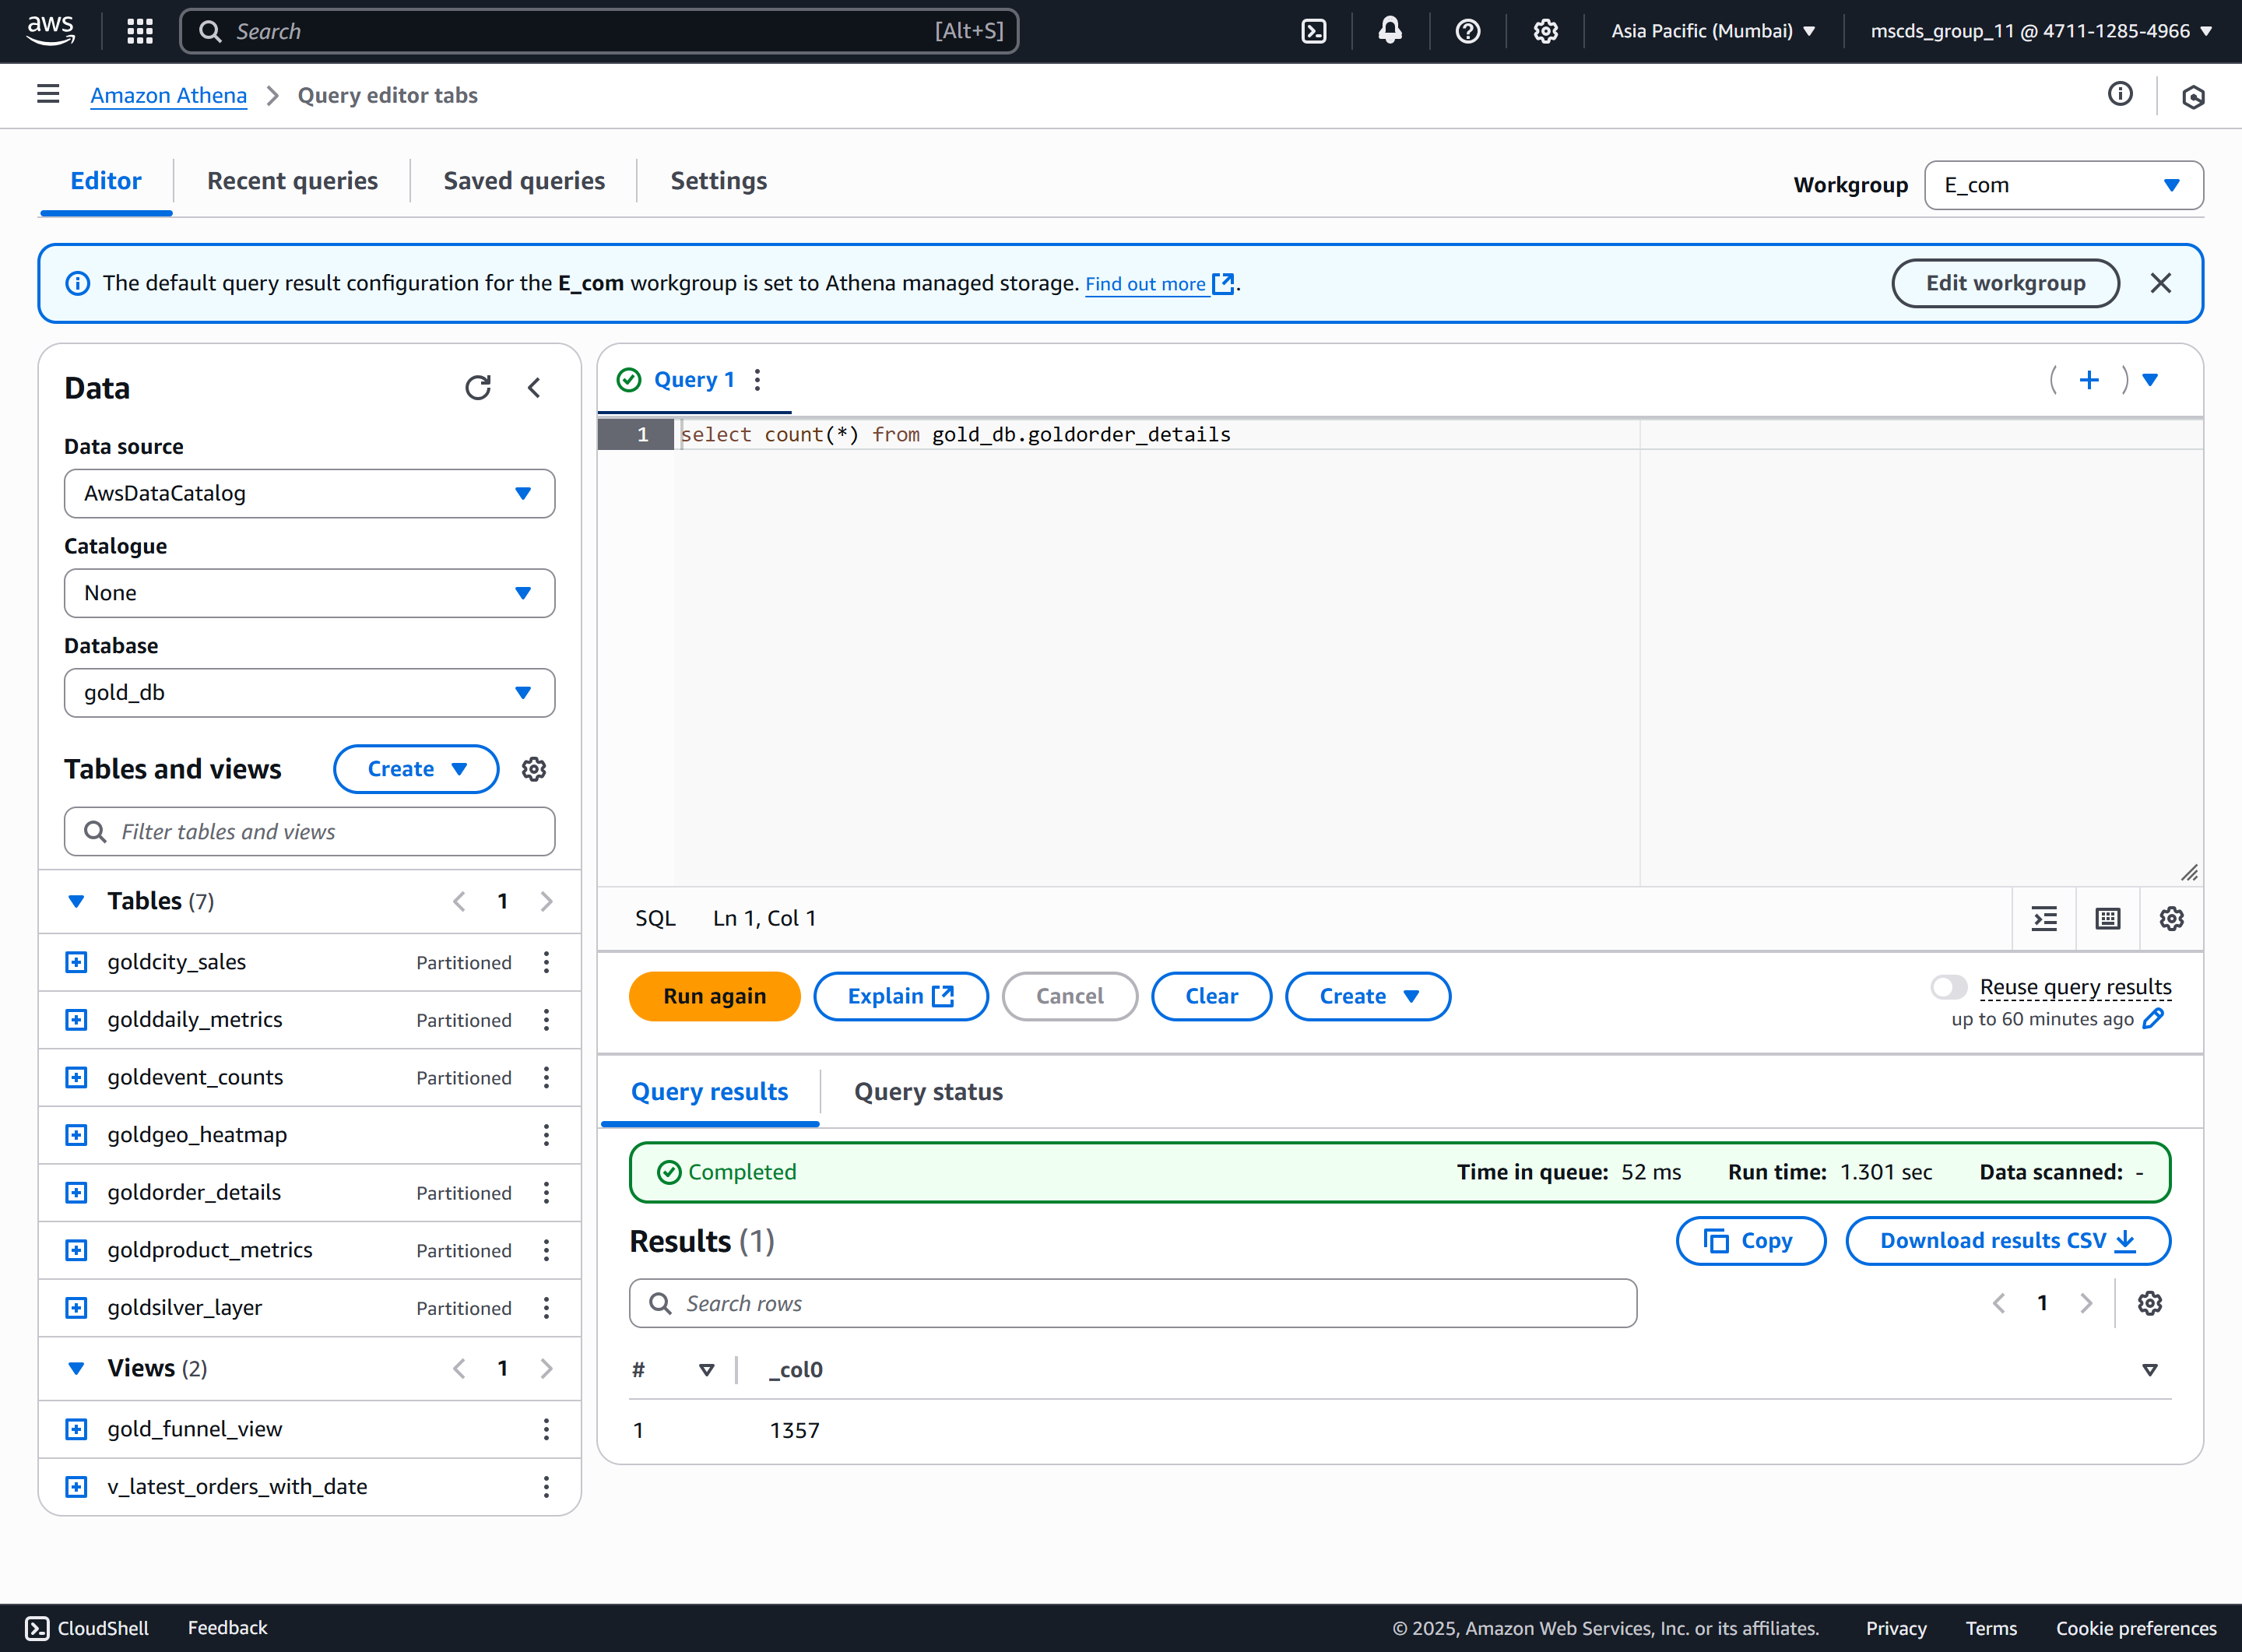 aws
Search [Alt+S]
Asia Pacific (Mumbai) mscds_group_11 @ 4711-1285-4966
Amazon Athena Query editor tabs
Editor Recent queries Saved queries Settings
Workgroup E_com
The default query result configuration for the E_com workgroup is set to Athena managed storage. Find out more .
Edit workgroup
Data
Data source
AwsDataCatalog
Catalogue
None
Database
gold_db
Tables and views Create
Filter tables and views
Tables (7) 1
goldcity_sales Partitioned
golddaily_metrics Partitioned
goldevent_counts Partitioned
goldgeo_heatmap
goldorder_details Partitioned
goldproduct_metrics Partitioned
goldsilver_layer Partitioned
Views (2) 1
gold_funnel_view
v_latest_orders_with_date
Query 1
1 select count(*) from gold_db.goldorder_details
SQL Ln 1, Col 1
Run again Explain Cancel Clear Create
Reuse query results
up to 60 minutes ago
Query results Query status
Completed Time in queue: 52 ms Run time: 1.301 sec Data scanned: -
Results (1) Copy Download results CSV
Search rows 1
# _col0
1 1357
CloudShell Feedback © 2025, Amazon Web Services, Inc. or its affiliates. Privacy Terms Cookie preferences